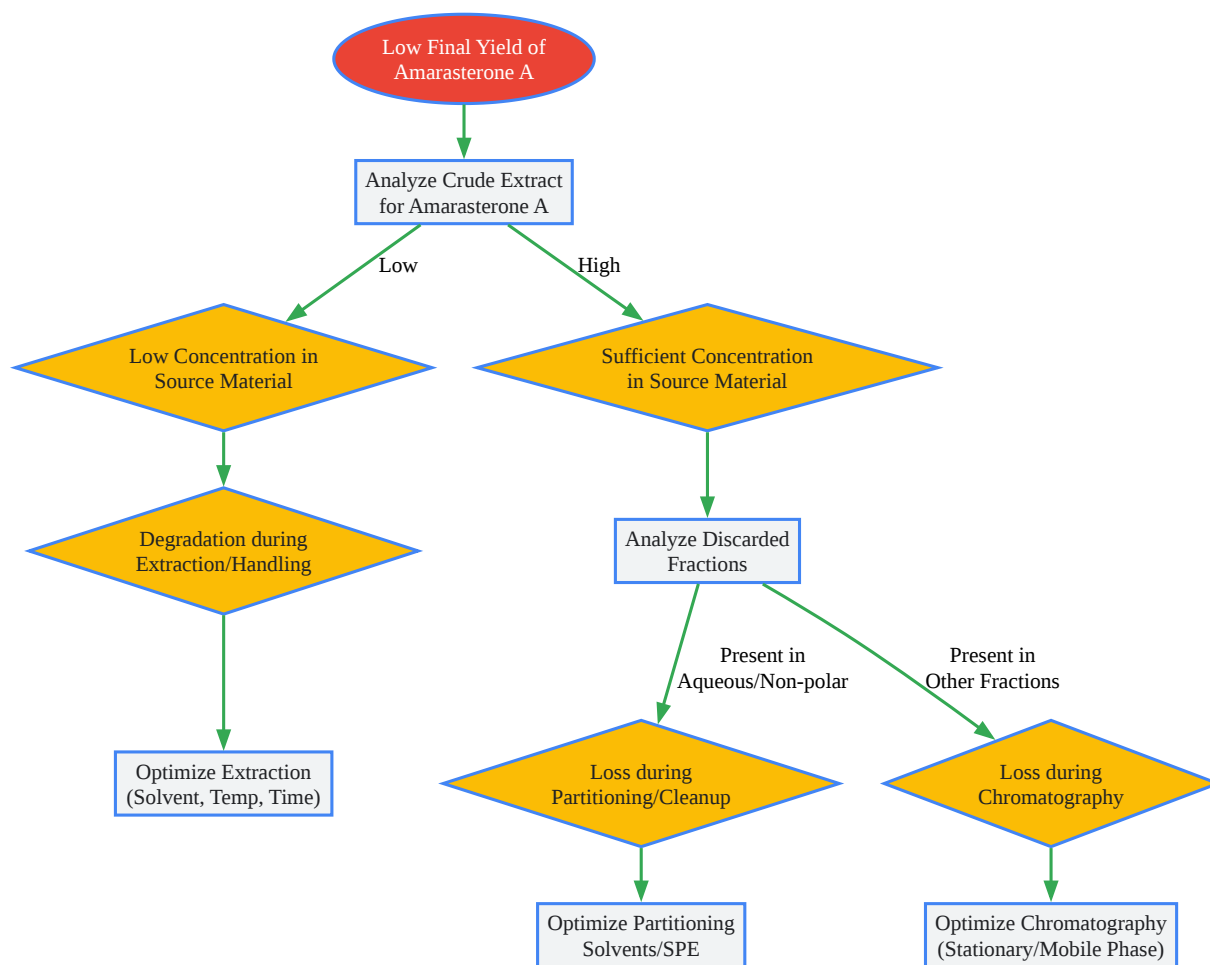 Low Final Yield of
Amarasterone A
Analyze Crude Extract
for Amarasterone A
Low
High
Low Concentration in
Source Material
Sufficient Concentration
in Source Material
Degradation during
Extraction/Handling
Analyze Discarded
Fractions
Present in
Aqueous/Non-polar
Present in
Other Fractions
Optimize Extraction
(Solvent, Temp, Time)
Loss during
Partitioning/Cleanup
Loss during
Chromatography
Optimize Partitioning
Solvents/SPE
Optimize Chromatography
(Stationary/Mobile Phase)